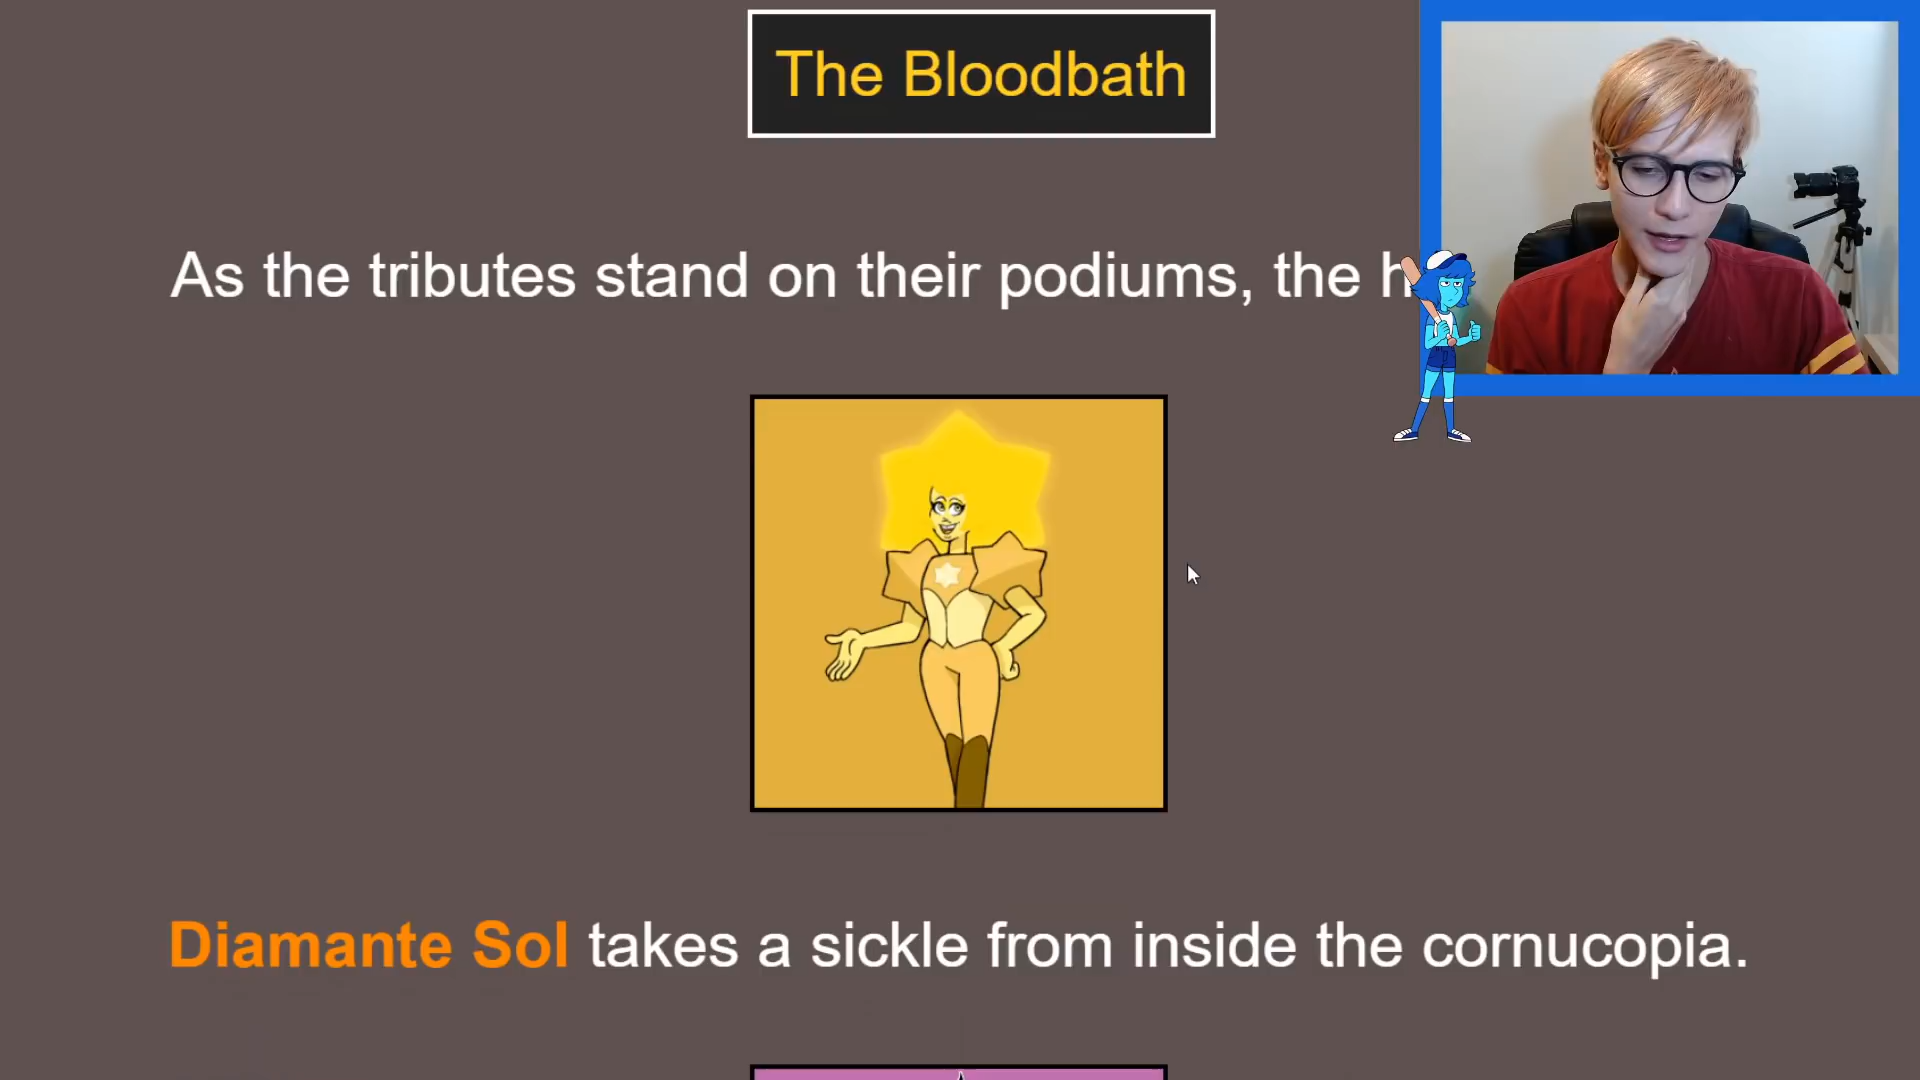 The Bloodbath
As the tributes stand on their podiums, the
Diamante Sol takes a sickle from inside the cornucopia.